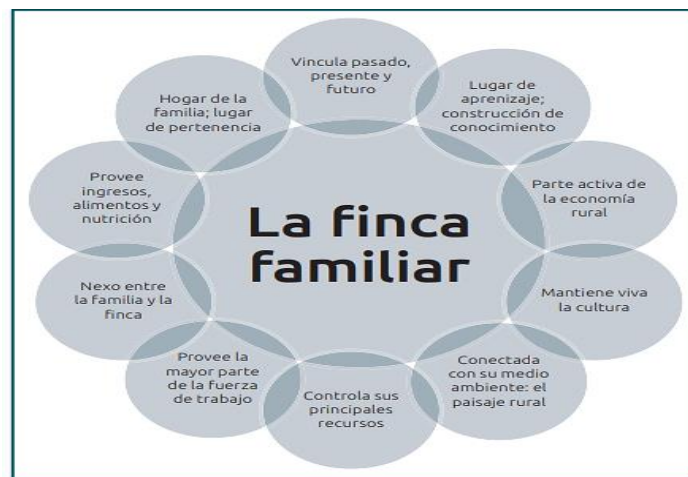 Vincula pasado,
presente y
futuro
Lugar de
aprenizaje;
construcción de
conocimiento
Parte activa de
la economía
rural
Mantiene viva
la cultura
Conectada
con su medio
ambiente: el
paisaje rural
Controla sus
principales
recursos
Provee la
mayor parte
de la fuerza
de trabajo
Nexo entre
la familia y la
finca
Provee
ingresos,
alimentos y
nutrición
Hogar de la
familia; lugar
de pertenencia
La finca
familiar